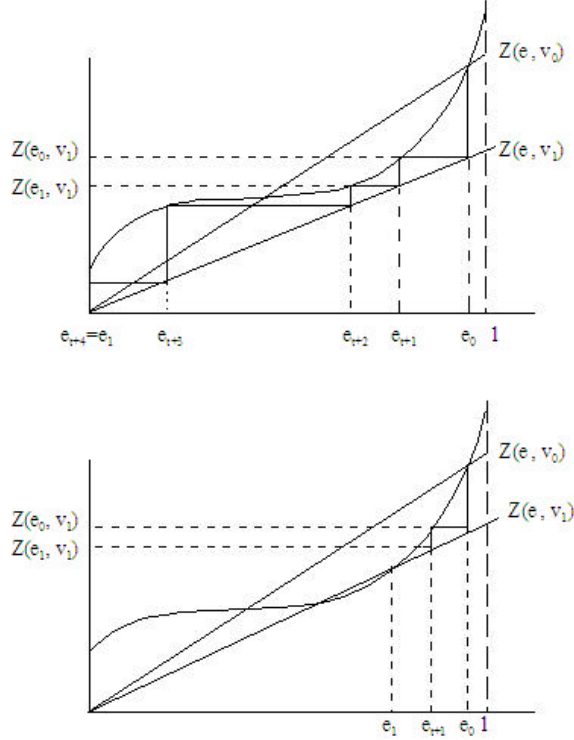 Z(e, v₀)
Z(e₀, v₁)
Z(e, v₁)
Z(e₁, v₁)
eₜ₊₄=e₁ eₜ₊₃ eₜ₊₂ eₜ₊₁ e₀ 1
Z(e, v₀)
Z(e₀, v₁)
Z(e, v₁)
Z(e₁, v₁)
e₁ eₜ₊₁ e₀ 1